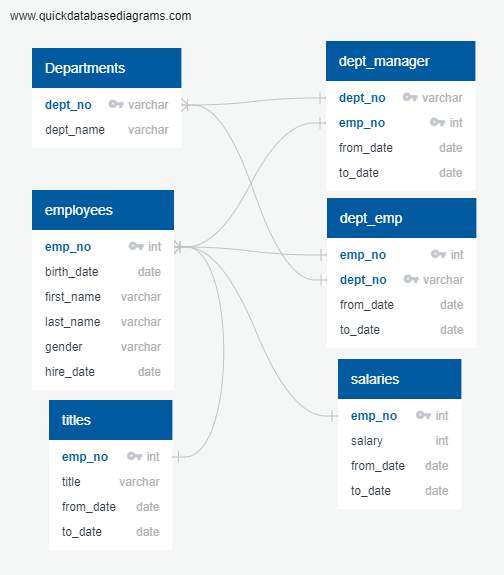 www.quickdatabasediagrams.com
Departments
dept_no varchar
dept_name varchar
employees
emp_no int
birth_date date
first_name varchar
last_name varchar
gender varchar
hire_date date
titles
emp_no int
title varchar
from_date date
to_date date
dept_manager
dept_no varchar
emp_no int
from_date date
to_date date
dept_emp
emp_no int
dept_no varchar
from_date date
to_date date
salaries
emp_no int
salary int
from_date date
to_date date